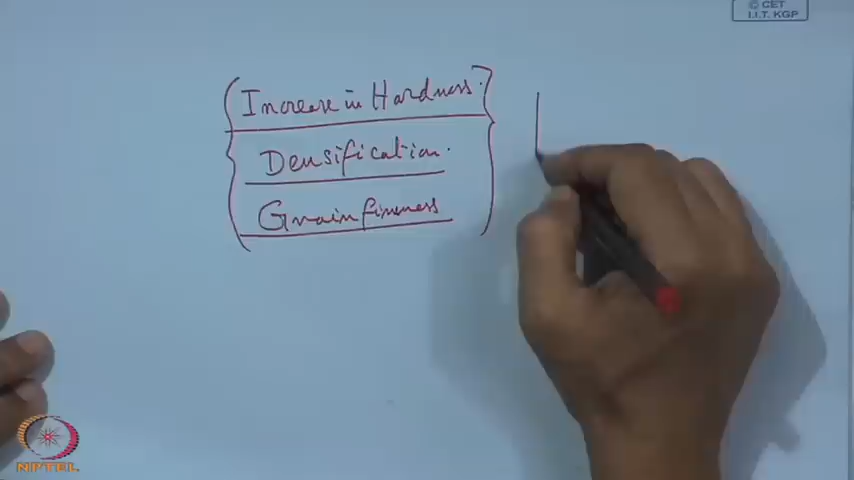 © CET
I.I.T. KGP
Increase in Hardness.
Densification.
Grain fineness
NPTEL